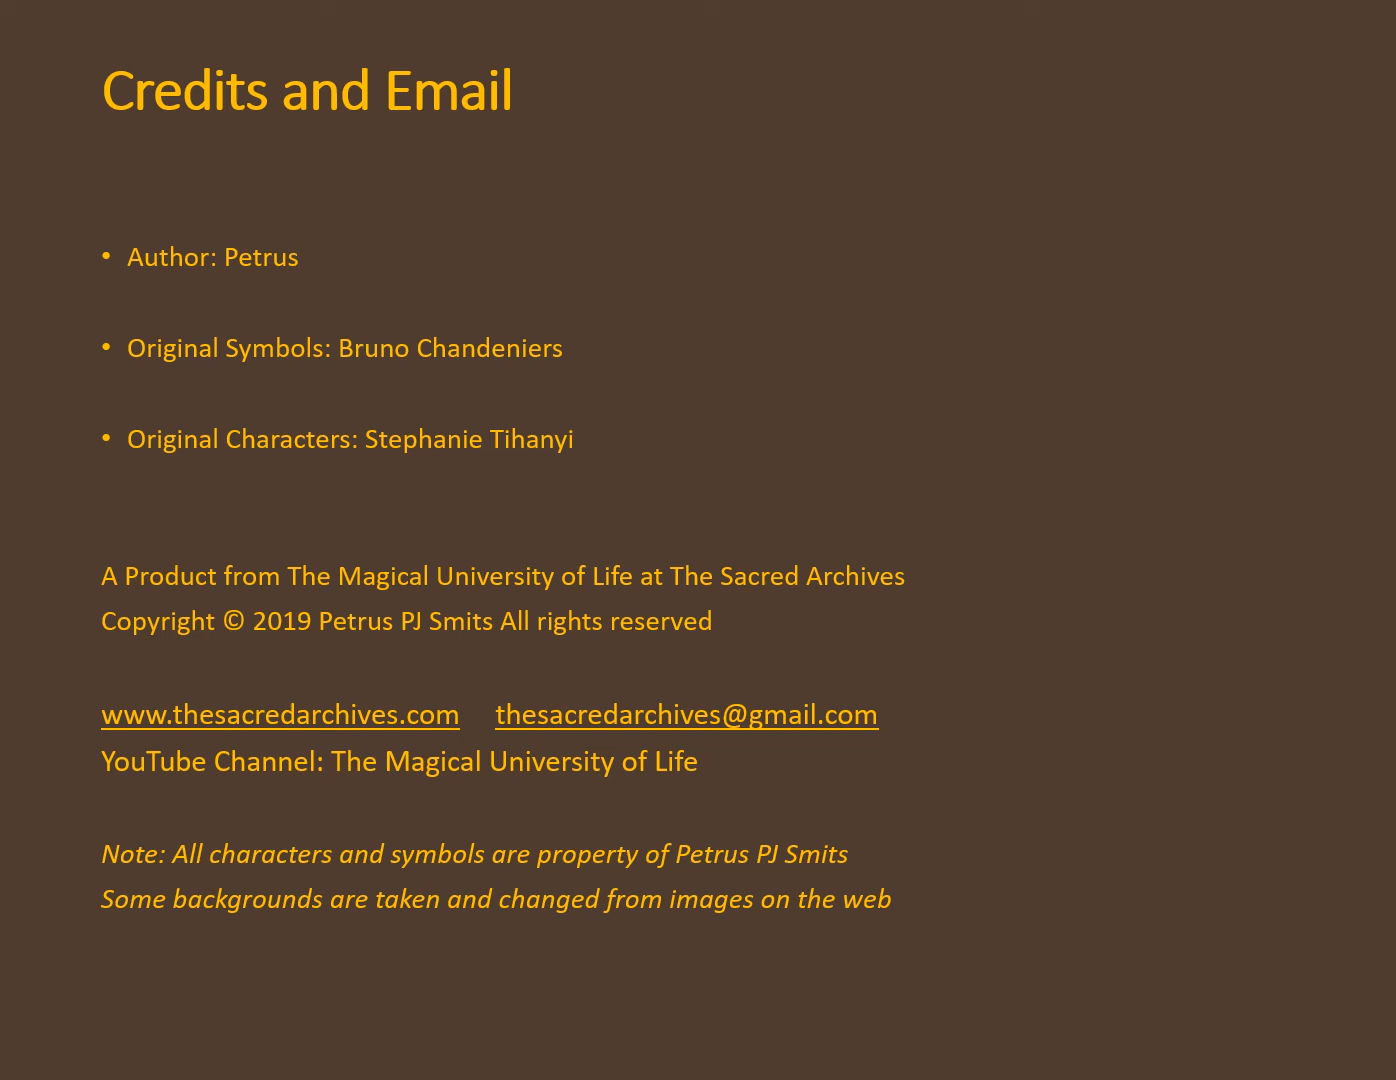 Credits and Email
• Author: Petrus
• Original Symbols: Bruno Chandeniers
• Original Characters: Stephanie Tihanyi
A Product from The Magical University of Life at The Sacred Archives
Copyright © 2019 Petrus PJ Smits All rights reserved
www.thesacredarchives.com thesacredarchives@gmail.com
YouTube Channel: The Magical University of Life
Note: All characters and symbols are property of Petrus PJ Smits
Some backgrounds are taken and changed from images on the web